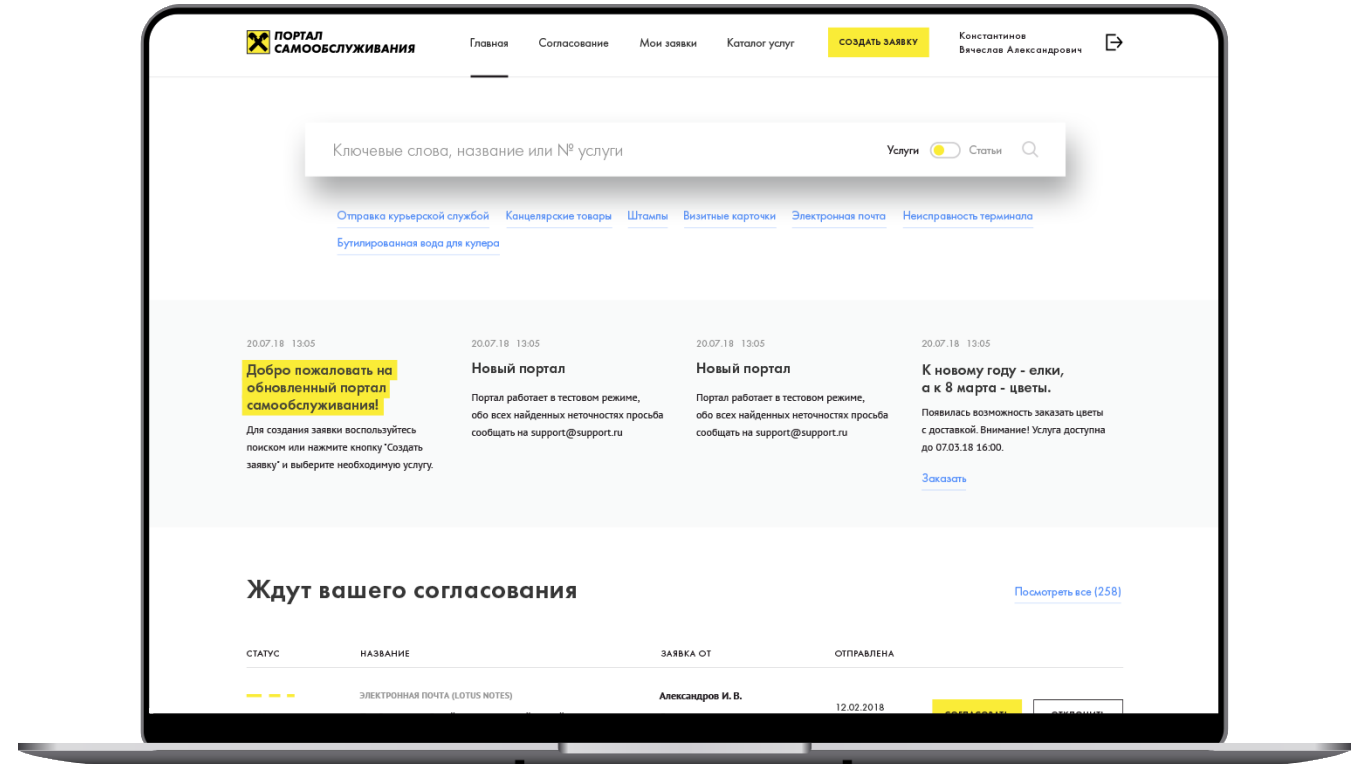 ПОРТАЛ
САМООБСЛУЖИВАНИЯ
Главная Согласование Мои заявки Каталог услуг СОЗДАТЬ ЗАЯВКУ
Константинов
Вячеслав Александрович
Ключевые слова, название или № услуги Услуги Статьи
Отправка курьерской службой Канцелярские товары Штампы Визитные карточки Электронная почта Неисправность терминала
Бутилированная вода для кулера
20.07.18 13:05
Добро пожаловать на
обновленный портал
самообслуживания!
Для создания заявки воспользуйтесь
поиском или нажмите кнопку "Создать
заявку" и выберите необходимую услугу.
20.07.18 13:05
Новый портал
Портал работает в тестовом режиме,
обо всех найденных неточностях просьба
сообщать на support@support.ru
20.07.18 13:05
Новый портал
Портал работает в тестовом режиме,
обо всех найденных неточностях просьба
сообщать на support@support.ru
20.07.18 13:05
К новому году - елки,
а к 8 марта - цветы.
Появилась возможность заказать цветы
с доставкой. Внимание! Услуга доступна
до 07.03.18 16:00.
Заказать
Ждут вашего согласования
Посмотреть все (258)
СТАТУС НАЗВАНИЕ ЗАЯВКА ОТ ОТПРАВЛЕНА
ЭЛЕКТРОННАЯ ПОЧТА (LOTUS NOTES) Александров И. В.
12.02.2018
СОГЛАСОВАТЬ ОТКЛОНИТЬ